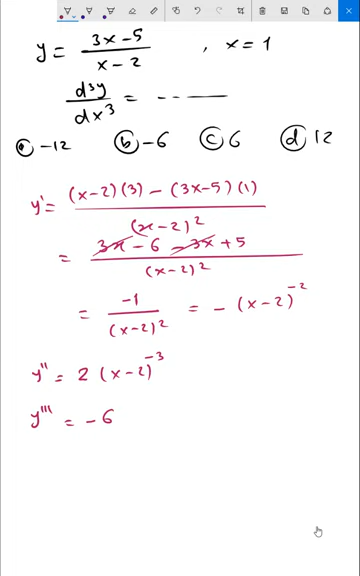 y = (3x-5)/(x-2) , x = 1
d³y/dx³ = -- ——
ⓐ -12 ⓑ -6 ⓒ 6 ⓓ 12
y' = ((x-2)(3) - (3x-5)(1))/(x-2)²
= (3x - 6 - 3x + 5)/(x-2)²
= -1/(x-2)² = -(x-2)⁻²
y'' = 2 (x-2)⁻³
y''' = -6